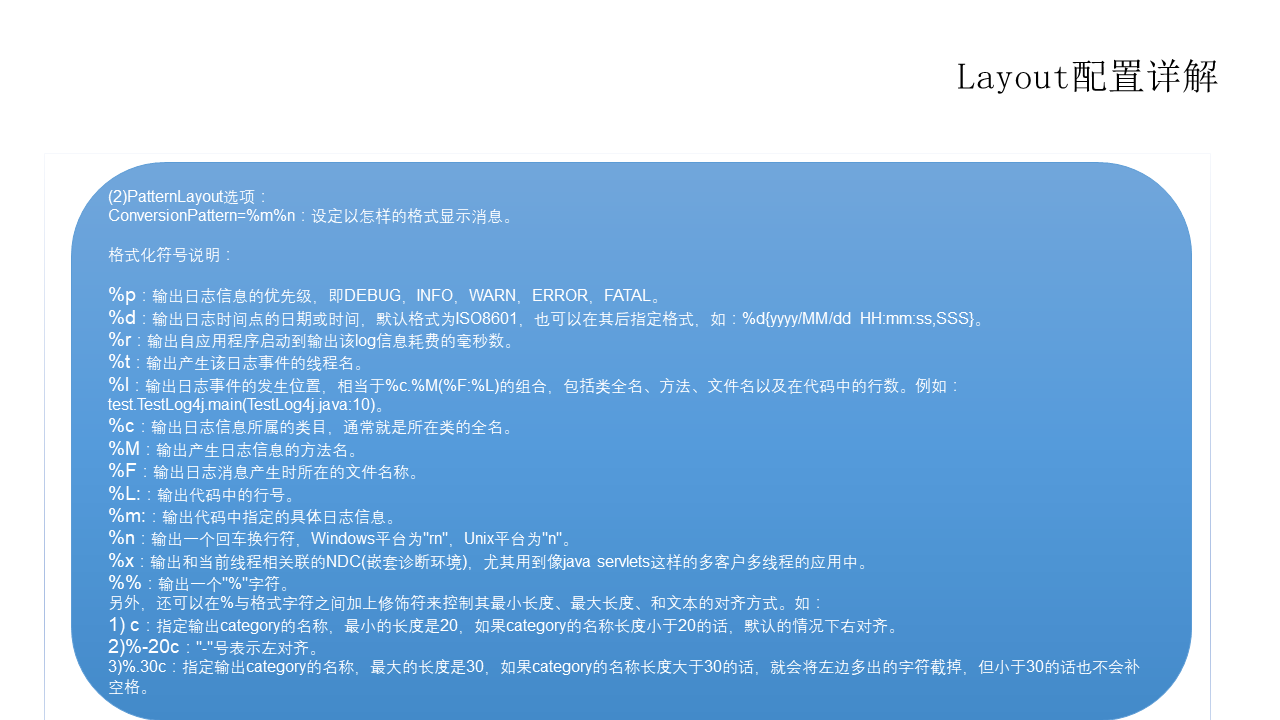 Layout配置详解
(2)PatternLayout选项：
ConversionPattern=%m%n：设定以怎样的格式显示消息。
格式化符号说明：
%p：输出日志信息的优先级，即DEBUG，INFO，WARN，ERROR，FATAL。
%d：输出日志时间点的日期或时间，默认格式为ISO8601，也可以在其后指定格式，如：%d{yyyy/MM/dd HH:mm:ss,SSS}。
%r：输出自应用程序启动到输出该log信息耗费的毫秒数。
%t：输出产生该日志事件的线程名。
%l：输出日志事件的发生位置，相当于%c.%M(%F:%L)的组合，包括类全名、方法、文件名以及在代码中的行数。例如：
test.TestLog4j.main(TestLog4j.java:10)。
%c：输出日志信息所属的类目，通常就是所在类的全名。
%M：输出产生日志信息的方法名。
%F：输出日志消息产生时所在的文件名称。
%L:：输出代码中的行号。
%m:：输出代码中指定的具体日志信息。
%n：输出一个回车换行符，Windows平台为"rn"，Unix平台为"n"。
%x：输出和当前线程相关联的NDC(嵌套诊断环境)，尤其用到像java servlets这样的多客户多线程的应用中。
%%：输出一个"%"字符。
另外，还可以在%与格式字符之间加上修饰符来控制其最小长度、最大长度、和文本的对齐方式。如：
1) c：指定输出category的名称，最小的长度是20，如果category的名称长度小于20的话，默认的情况下右对齐。
2)%-20c："-"号表示左对齐。
3)%.30c：指定输出category的名称，最大的长度是30，如果category的名称长度大于30的话，就会将左边多出的字符截掉，但小于30的话也不会补
空格。